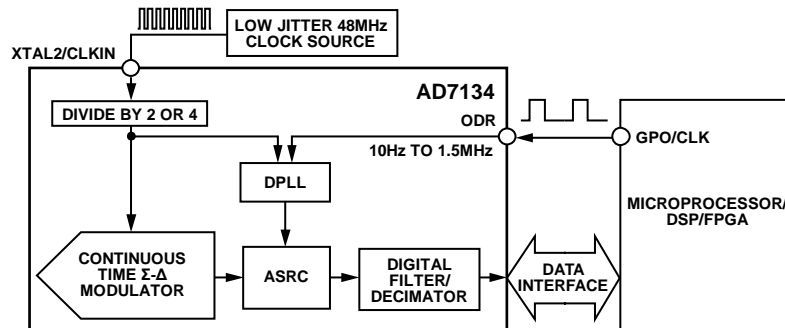 LOW JITTER 48MHz
CLOCK SOURCE
XTAL2/CLKIN
AD7134
DIVIDE BY 2 OR 4
ODR
10Hz TO 1.5MHz
GPO/CLK
DPLL
MICROPROCESSOR/
DSP/FPGA
CONTINUOUS
TIME Σ-Δ
MODULATOR
ASRC
DIGITAL
FILTER/
DECIMATOR
DATA
INTERFACE